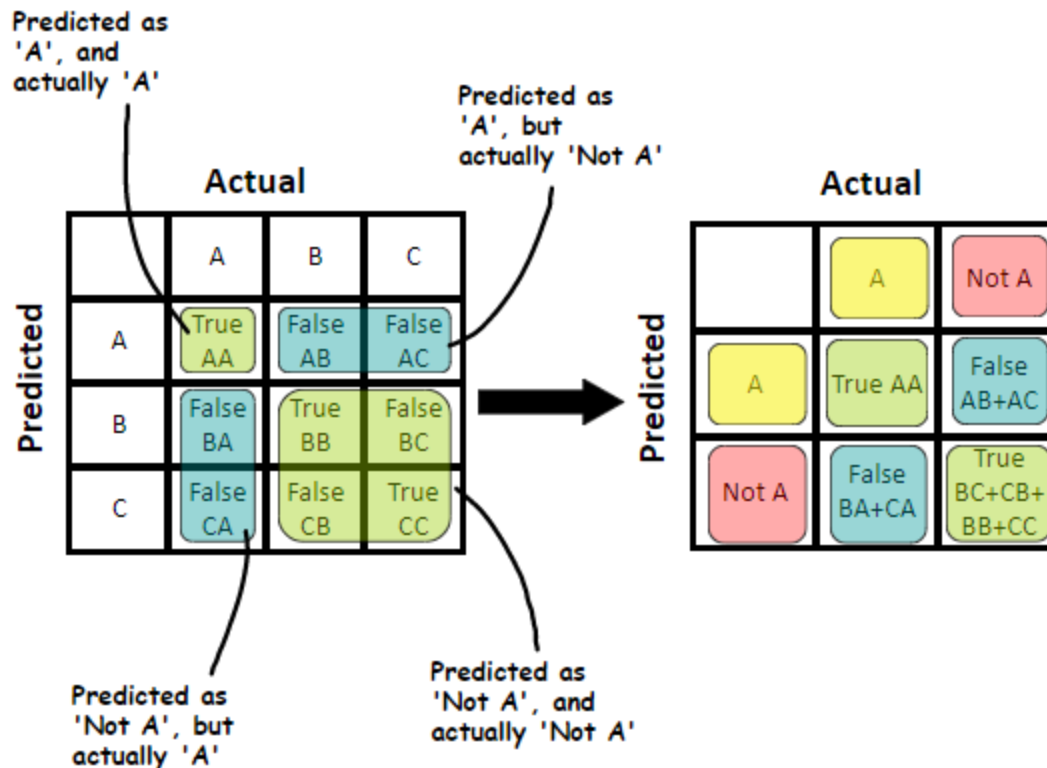 Predicted as
'A', and
actually 'A'
Predicted as
'A', but
actually 'Not A'
Actual
A
B
C
Predicted
A
True
AA
False
AB
False
AC
B
False
BA
True
BB
False
BC
C
False
CA
False
CB
True
CC
Predicted as
'Not A', but
actually 'A'
Predicted as
'Not A', and
actually 'Not A'
Actual
A
Not A
Predicted
A
True AA
False
AB+AC
Not A
False
BA+CA
True
BC+CB+
BB+CC